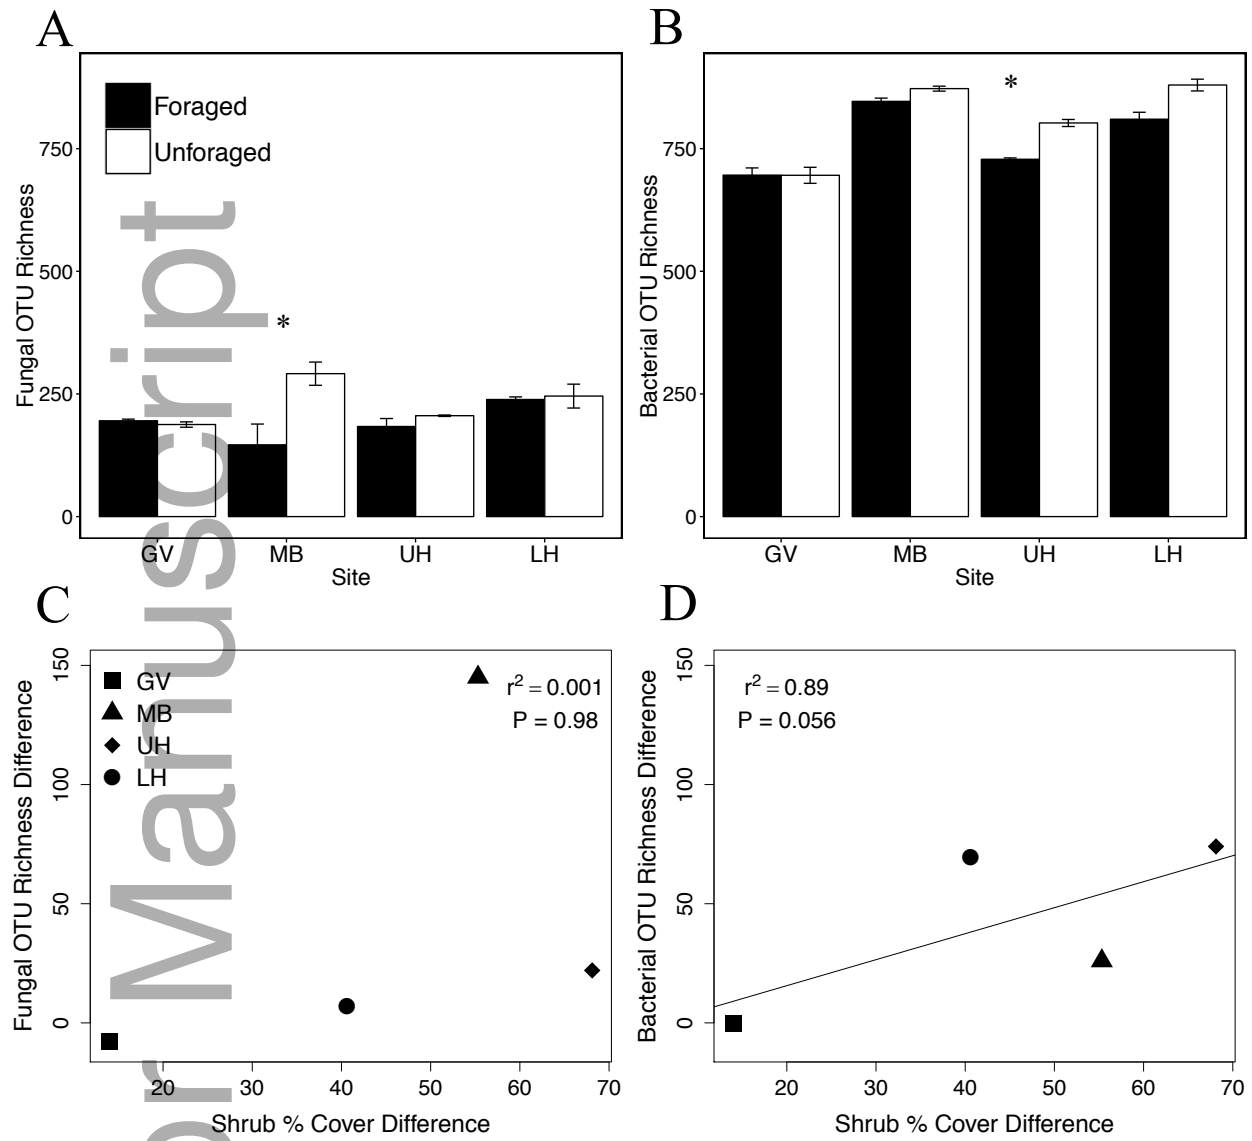 A
Foraged
Unforaged
Fungal OTU Richness
750
500
250
0
*
GV MB UH LH
Site
B
Bacterial OTU Richness
750
500
250
0
*
GV MB UH LH
Site
C
Fungal OTU Richness Difference
150
100
50
0
GV
MB
UH
LH
r² = 0.001
P = 0.98
20 30 40 50 60 70
Shrub % Cover Difference
D
Bacterial OTU Richness Difference
150
100
50
0
r² = 0.89
P = 0.056
20 30 40 50 60 70
Shrub % Cover Difference
or Manuscript